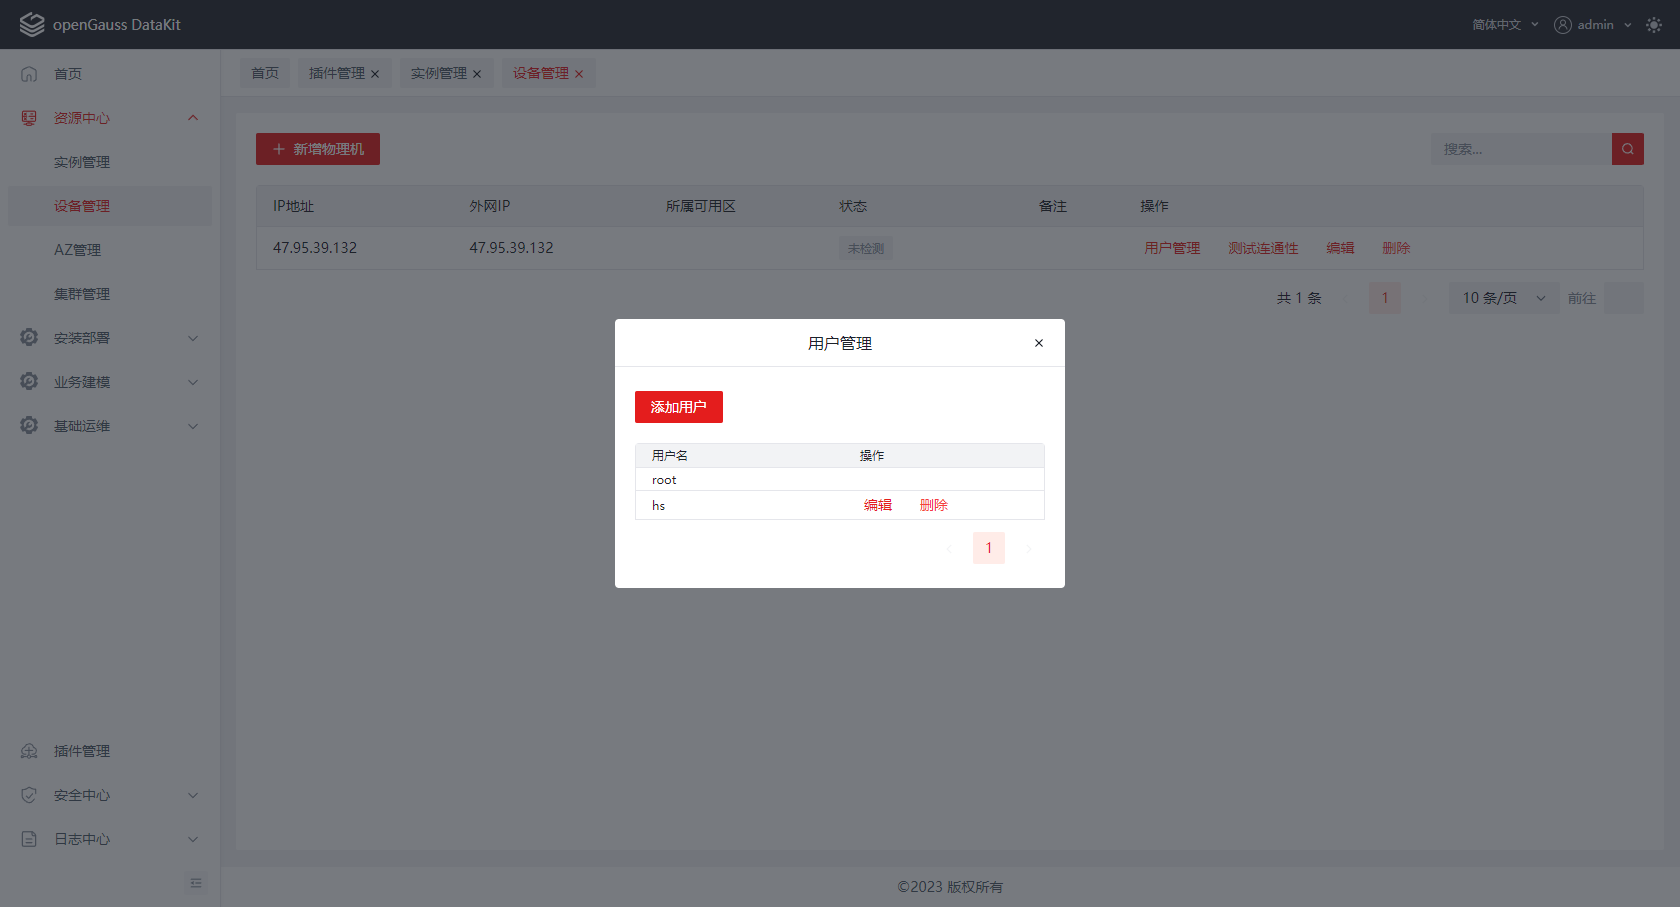 openGauss DataKit
简体中文 admin
首页
资源中心
实例管理
设备管理
AZ管理
集群管理
安装部署
业务建模
基础运维
插件管理
安全中心
日志中心
首页 插件管理 实例管理 设备管理
新增物理机
搜索...
IP地址 外网IP 所属可用区 状态 备注 操作
47.95.39.132 47.95.39.132 未检测 用户管理 测试连通性 编辑 删除
共 1 条 1 10 条/页 前往
用户管理
添加用户
用户名 操作
root
hs 编辑 删除
1
©2023 版权所有